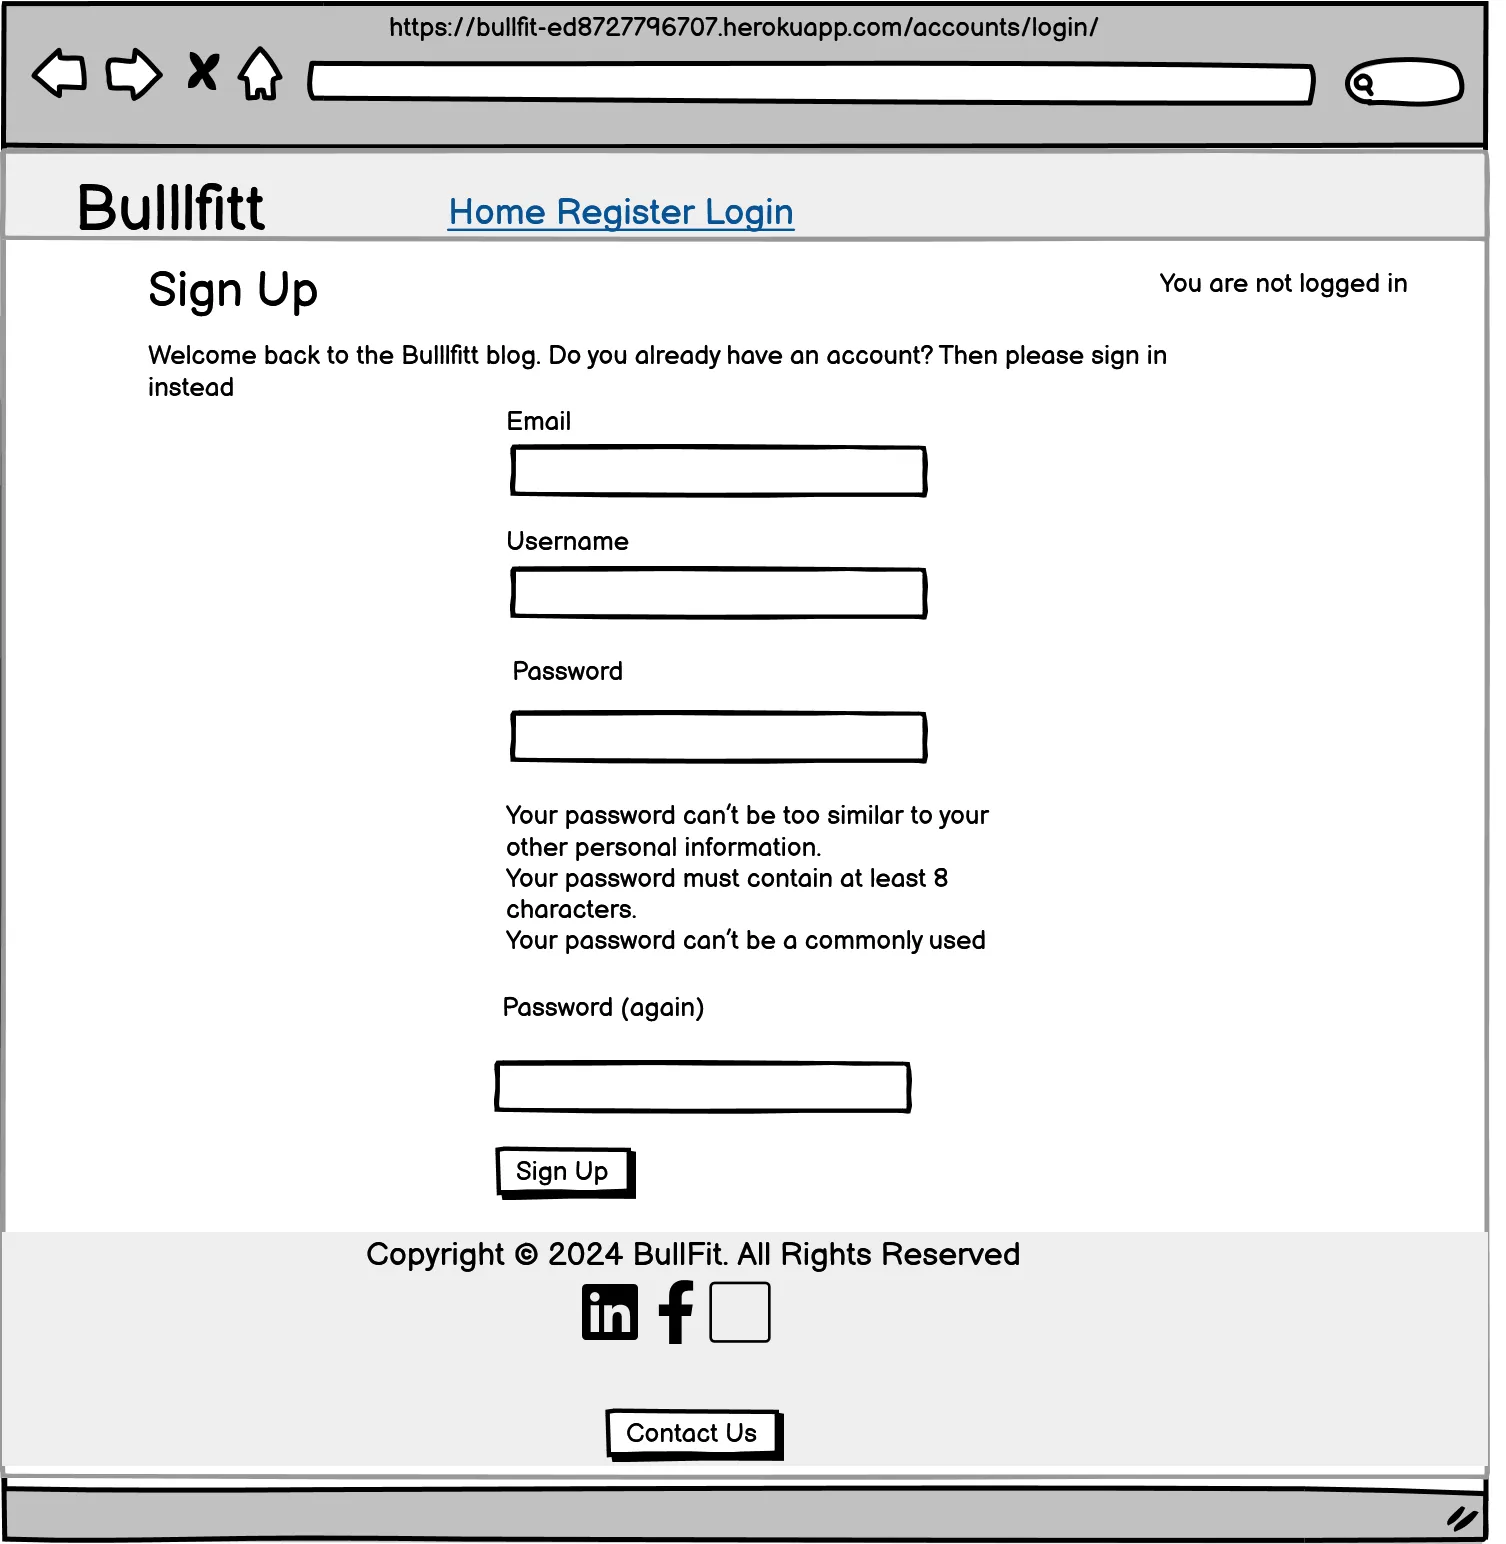 https://bullfit-ed8727796707.herokuapp.com/accounts/login/
Bulllfitt
Home Register Login
Sign Up
You are not logged in
Welcome back to the Bulllfitt blog. Do you already have an account? Then please sign in
instead
Email
Username
Password
Your password can't be too similar to your
other personal information.
Your password must contain at least 8
characters.
Your password can't be a commonly used
Password (again)
Sign Up
Copyright © 2024 BullFit. All Rights Reserved
in f
Contact Us